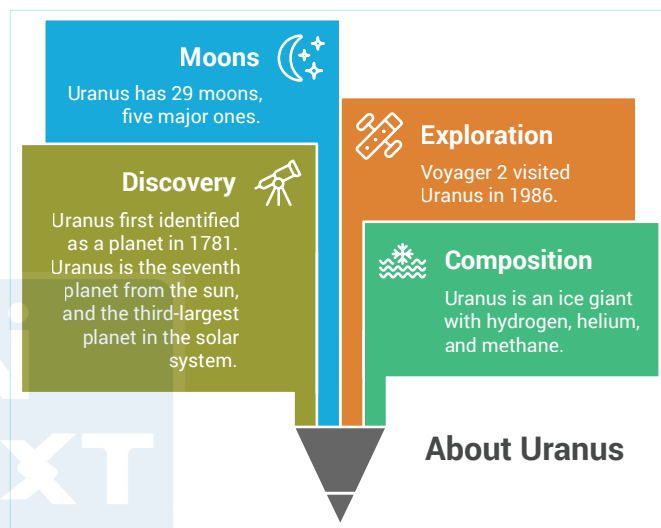 Moons
Uranus has 29 moons,
five major ones.
Discovery
Uranus first identified
as a planet in 1781.
Uranus is the seventh
planet from the sun,
and the third-largest
planet in the solar
system.
Exploration
Voyager 2 visited
Uranus in 1986.
Composition
Uranus is an ice giant
with hydrogen, helium,
and methane.
About Uranus